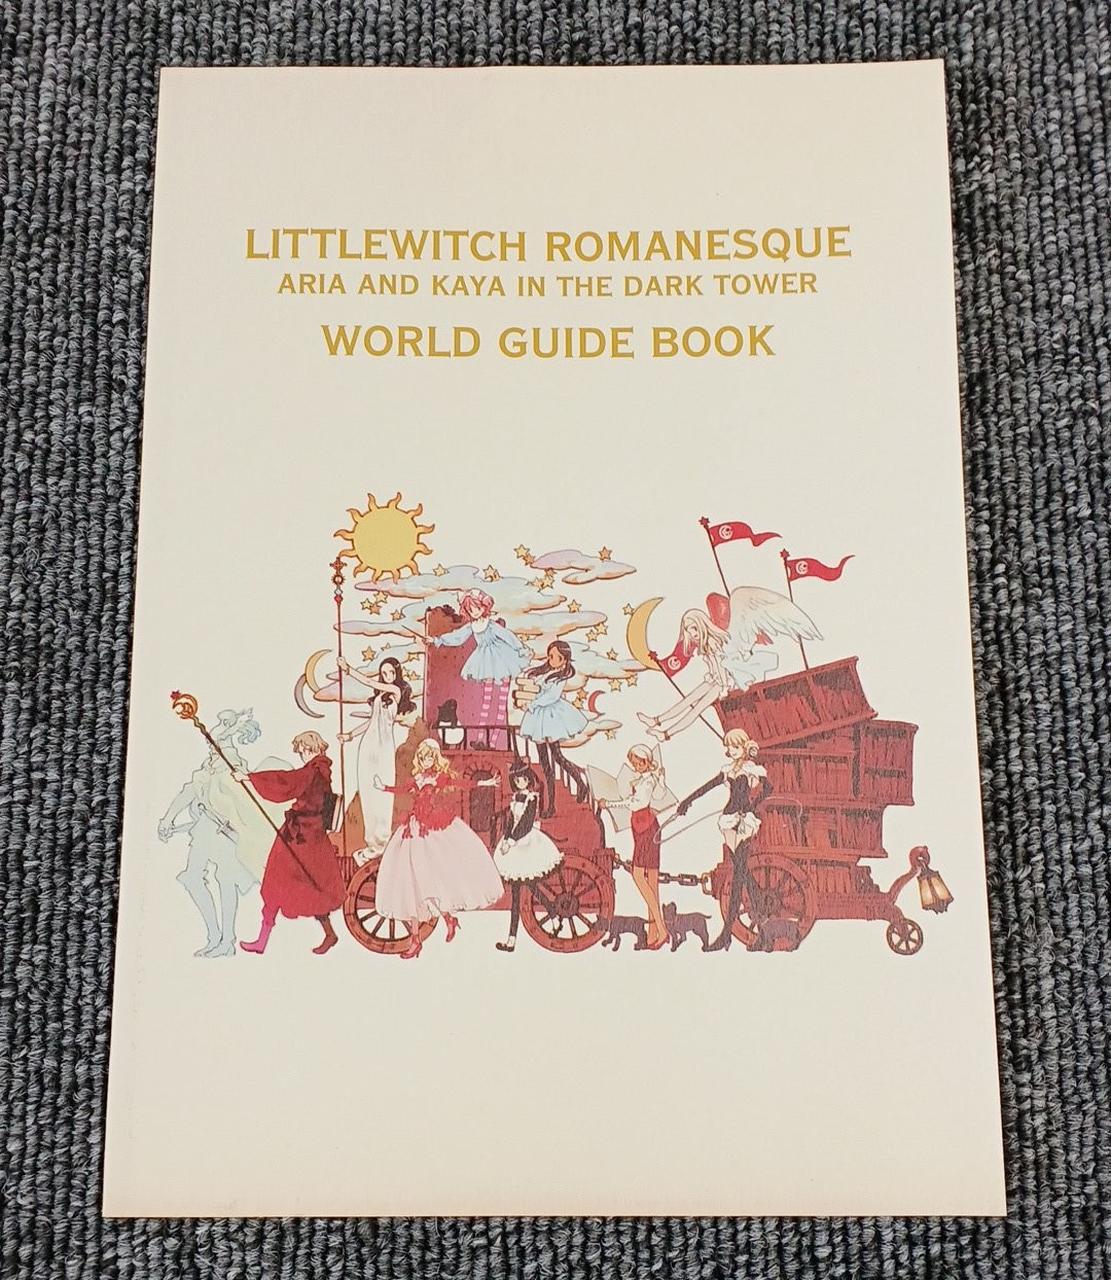 LITTLEWITCH ROMANESQUE
ARIA AND KAYA IN THE DARK TOWER
WORLD GUIDE BOOK